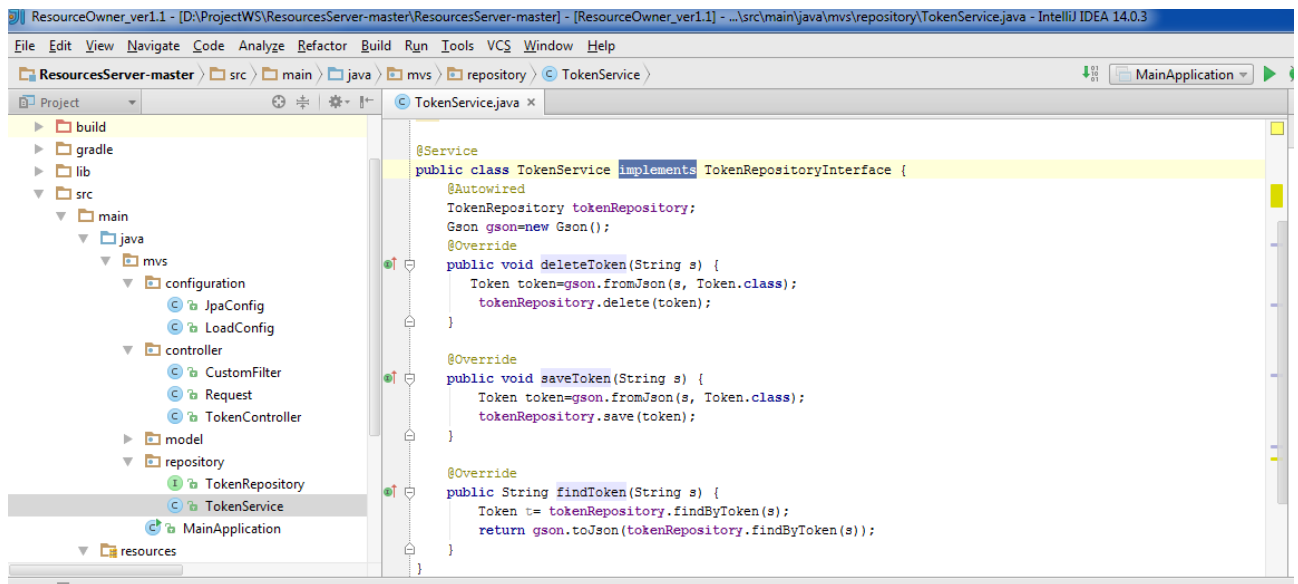 ResourceOwner_ver1.1 - [D:\ProjectWS\ResourcesServer-master\ResourcesServer-master] - [ResourceOwner_ver1.1] - ...\src\main\java\mvs\repository\TokenService.java - IntelliJ IDEA 14.0.3
File Edit View Navigate Code Analyze Refactor Build Run Tools VCS Window Help
ResourcesServer-master src main java mvs repository TokenService MainApplication
Project TokenService.java
build
gradle
lib
src
main
java
mvs
configuration
JpaConfig
LoadConfig
controller
CustomFilter
Request
TokenController
model
repository
TokenRepository
TokenService
MainApplication
resources
@Service
public class TokenService implements TokenRepositoryInterface {
@Autowired
TokenRepository tokenRepository;
Gson gson=new Gson();
@Override
public void deleteToken(String s) {
Token token=gson.fromJson(s, Token.class);
tokenRepository.delete(token);
}
@Override
public void saveToken(String s) {
Token token=gson.fromJson(s, Token.class);
tokenRepository.save(token);
}
@Override
public String findToken(String s) {
Token t= tokenRepository.findByToken(s);
return gson.toJson(tokenRepository.findByToken(s));
}
}